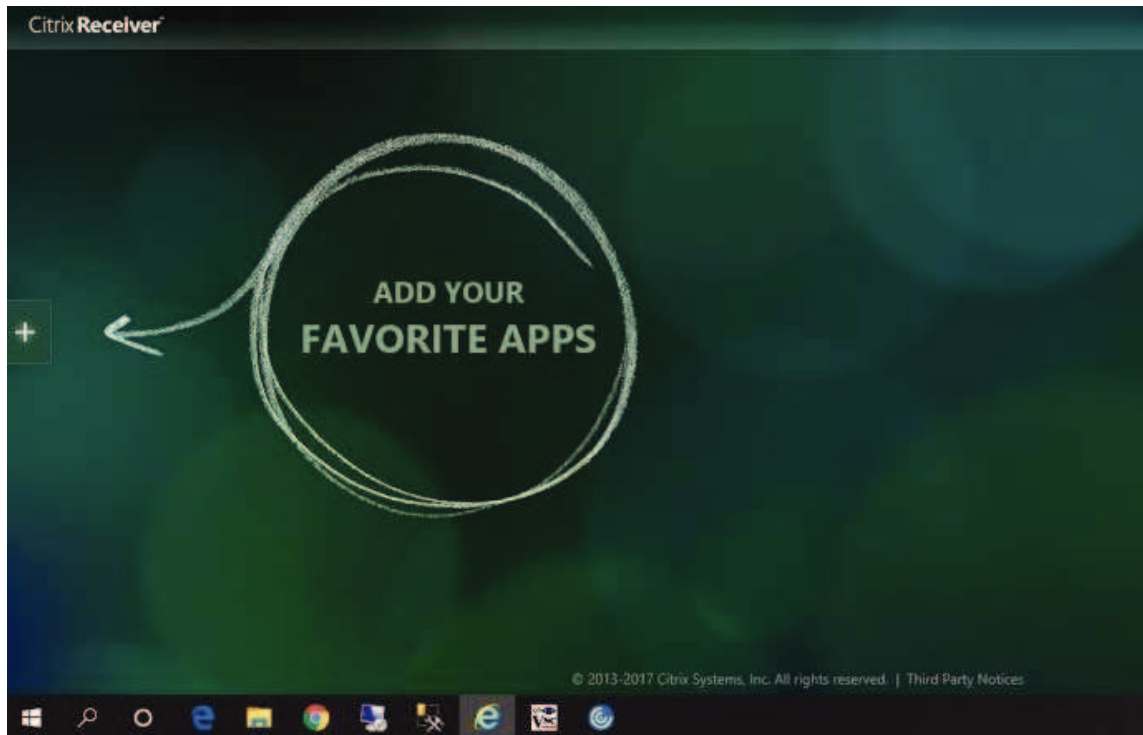 Citrix Receiver
ADD YOUR
FAVORITE APPS
© 2013-2017 Citrix Systems, Inc. All rights reserved. | Third Party Notices